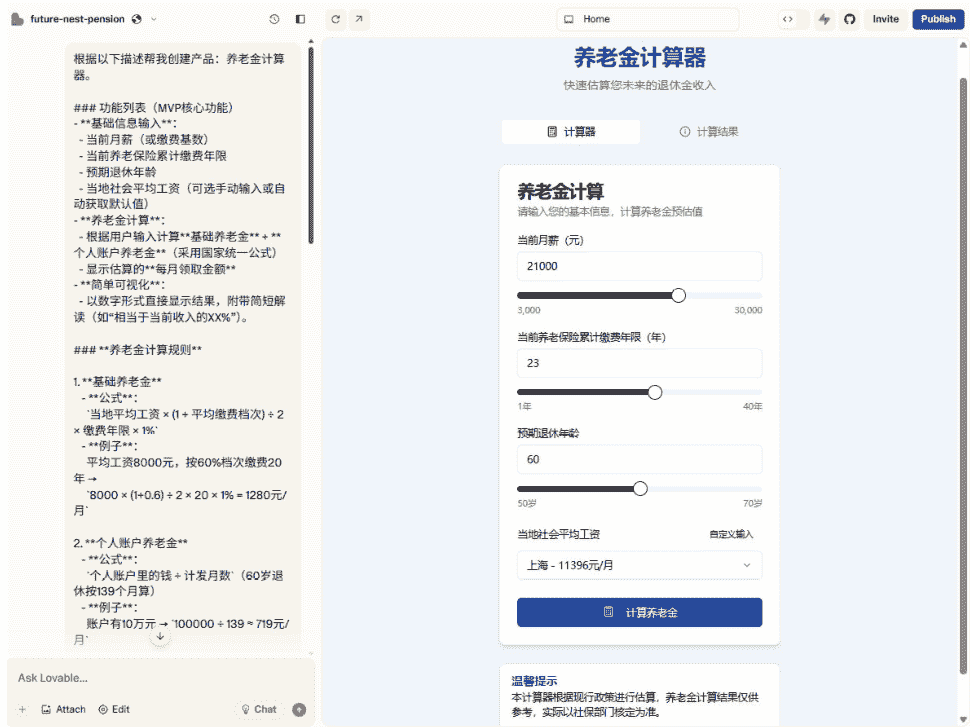 future-nest-pension
Home
Invite
Publish
根据以下描述帮我创建产品：养老金计算
器。
### 功能列表（MVP核心功能）
- **基础信息输入**：
- 当前月薪（或缴费基数）
- 当前养老保险累计缴费年限
- 预期退休年龄
- 当地社会平均工资（可选手动输入或自
动获取默认值）
- **养老金计算**：
- 根据用户输入计算**基础养老金** + **
个人账户养老金**（采用国家统一公式）
- 显示估算的**每月领取金额**
- **简单可视化**：
- 以数字形式直接显示结果，附带简短解
读（如“相当于当前收入的XX%”）。
### **养老金计算规则**
1. **基础养老金**
- **公式**：
`当地平均工资 × (1 + 平均缴费档次) ÷ 2
× 缴费年限 × 1%`
- **例子**：
平均工资8000元，按60%档次缴费20
年 →
`8000 × (1+0.6) ÷ 2 × 20 × 1% = 1280元/
月`
2. **个人账户养老金**
- **公式**：
`个人账户里的钱 ÷ 计发月数`（60岁退
休按139个月算）
- **例子**：
账户有10万元 → `100000 ÷ 139 ≈ 719元/
月`
Ask Lovable...
Attach
Edit
Chat
养老金计算器
快速估算您未来的退休金收入
计算器
计算结果
养老金计算
请输入您的基本信息，计算养老金预估值
当前月薪（元）
21000
3,000
30,000
当前养老保险累计缴费年限（年）
23
1年
40年
预期退休年龄
60
50岁
70岁
当地社会平均工资
自定义输入
上海 - 11396元/月
计算养老金
温馨提示
本计算器根据现行政策进行估算，养老金计算结果仅供
参考，实际以社保部门核定为准。